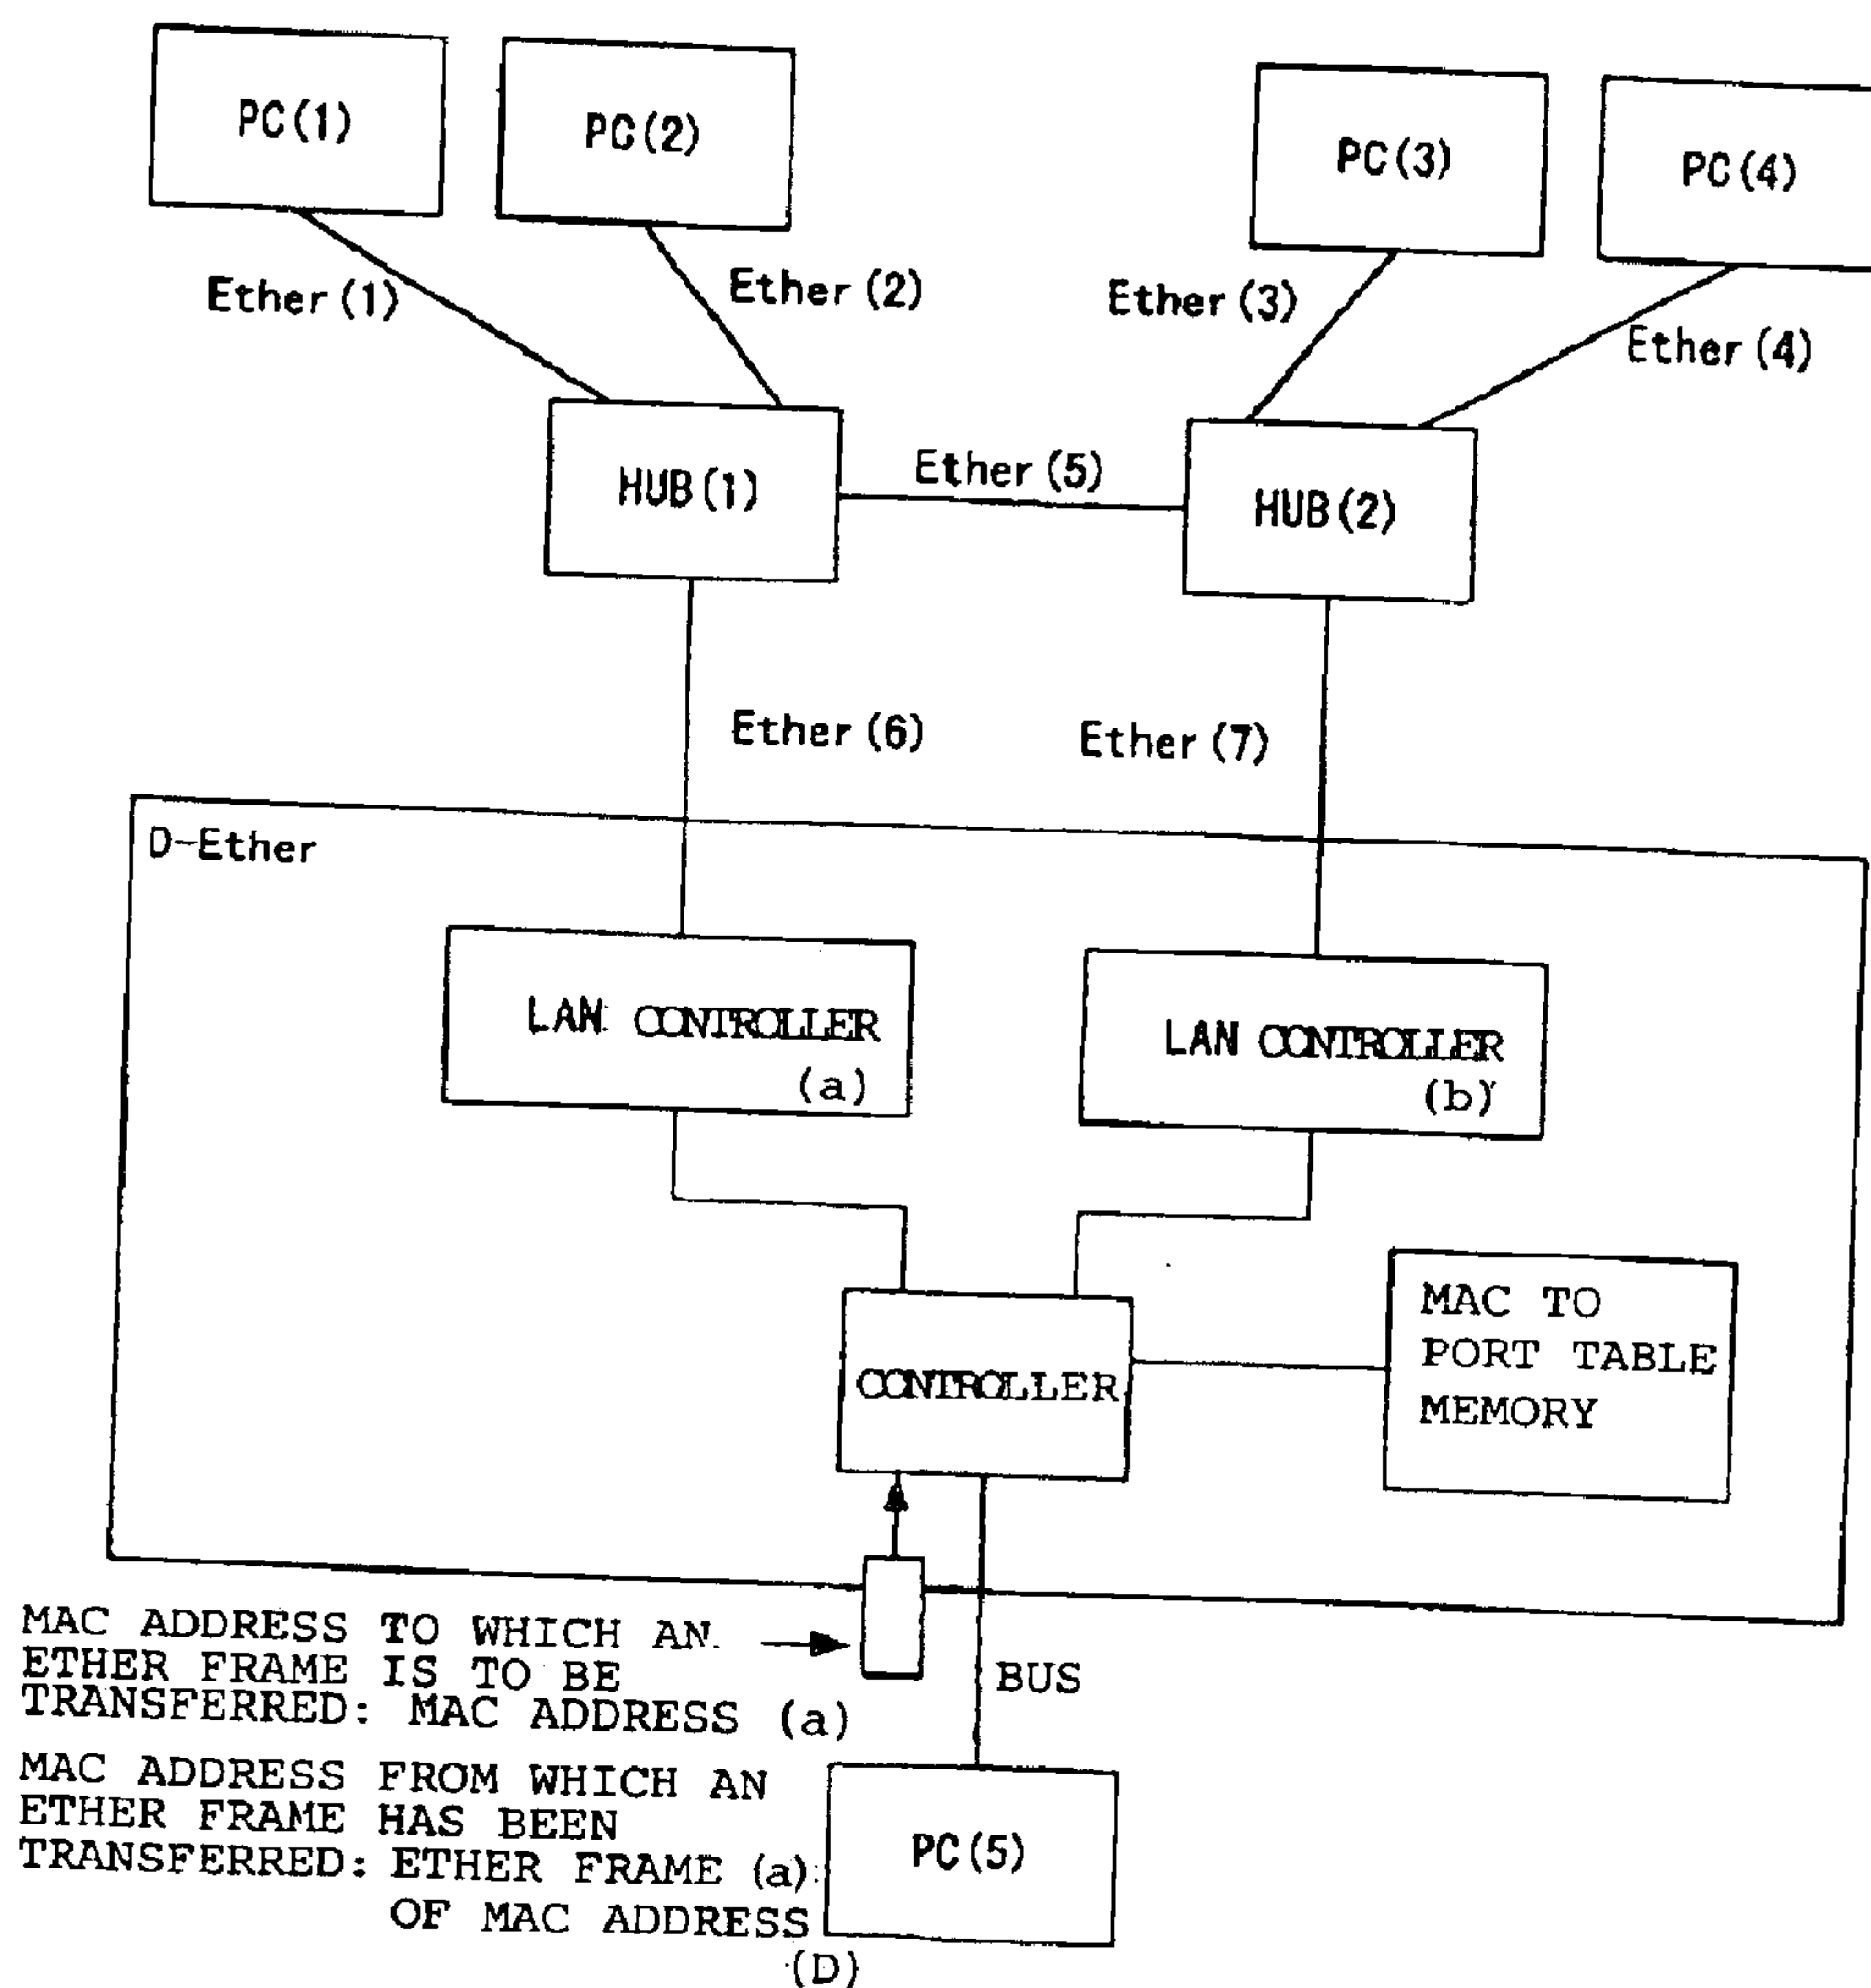 PC(1)
PC(2)
PC(3)
PC(4)
Ether(1)
Ether(2)
Ether(3)
Ether(4)
HUB(1)
Ether(5)
HUB(2)
Ether(6)
Ether(7)
D-Ether
LAN CONTROLLER
(a)
LAN CONTROLLER
(b)
CONTROLLER
MAC TO
PORT TABLE
MEMORY
MAC ADDRESS TO WHICH AN
ETHER FRAME IS TO BE
TRANSFERRED: MAC ADDRESS (a)
BUS
MAC ADDRESS FROM WHICH AN
ETHER FRAME HAS BEEN
TRANSFERRED: ETHER FRAME (a)
OF MAC ADDRESS
(D)
PC(5)